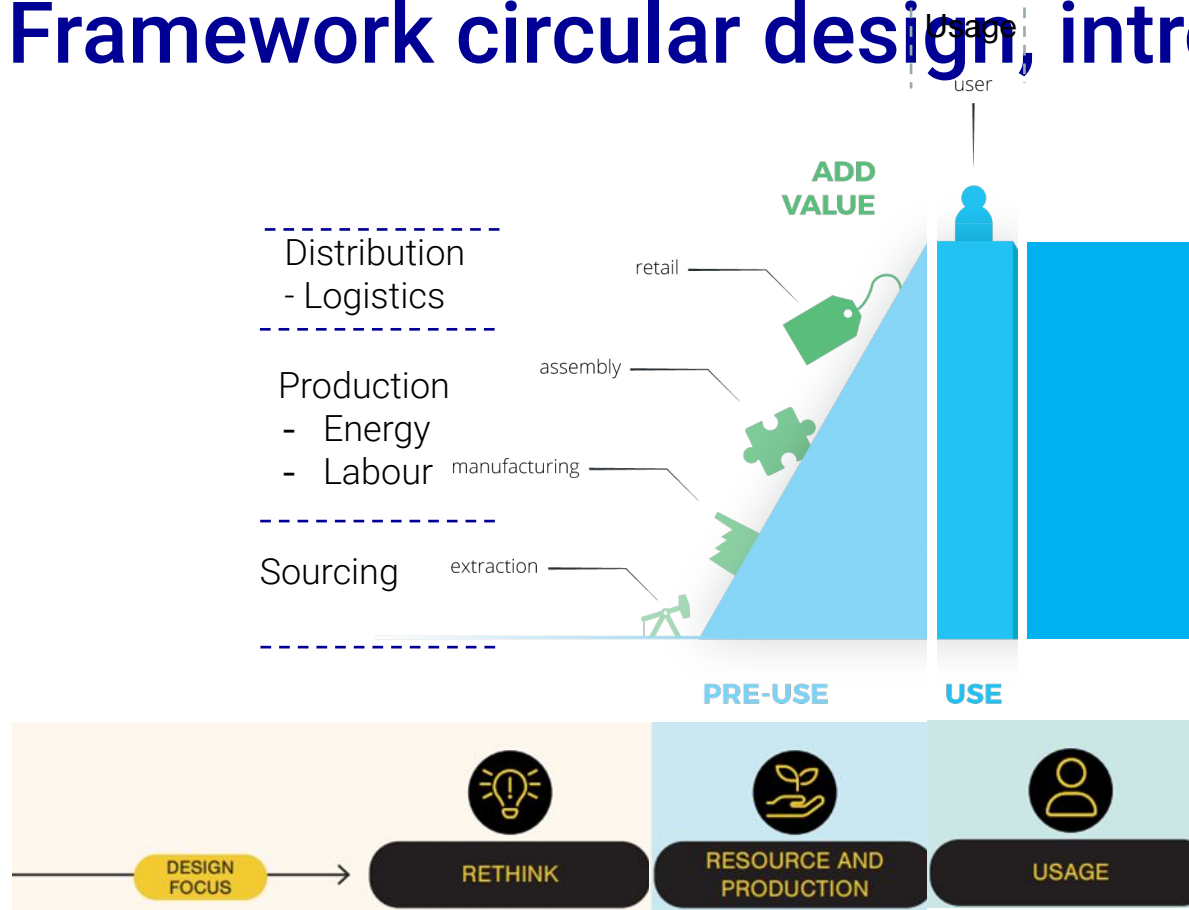 Framework circular design, intr
Usage
user
ADD
VALUE
Distribution
- Logistics
retail
assembly
Production
- Energy
- Labour
manufacturing
Sourcing
extraction
PRE-USE
USE
DESIGN
FOCUS
RETHINK
RESOURCE AND
PRODUCTION
USAGE